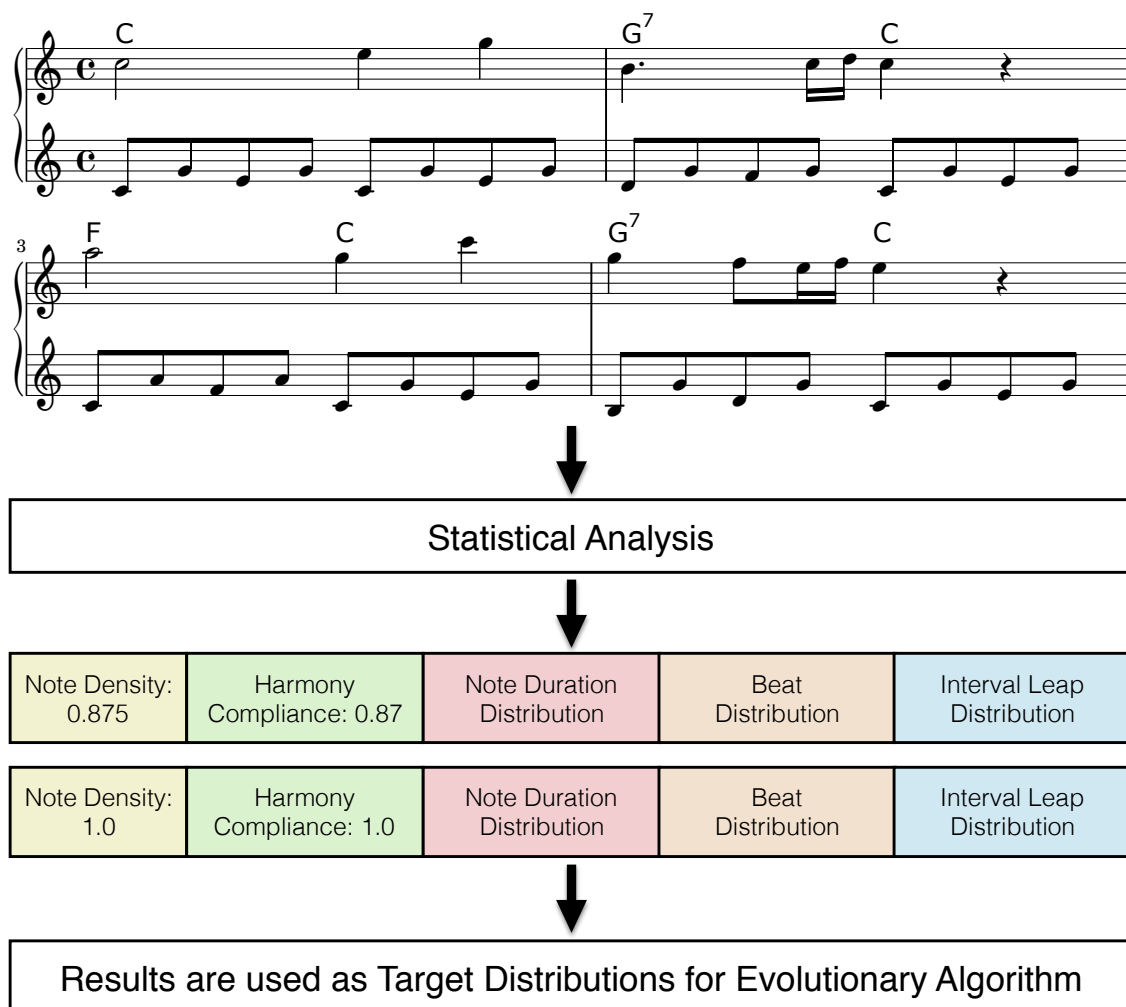 C G7 C
3
F C G7 C
Statistical Analysis
Note Density:
0.875
Harmony
Compliance: 0.87
Note Duration
Distribution
Beat
Distribution
Interval Leap
Distribution
Note Density:
1.0
Harmony
Compliance: 1.0
Note Duration
Distribution
Beat
Distribution
Interval Leap
Distribution
Results are used as Target Distributions for Evolutionary Algorithm